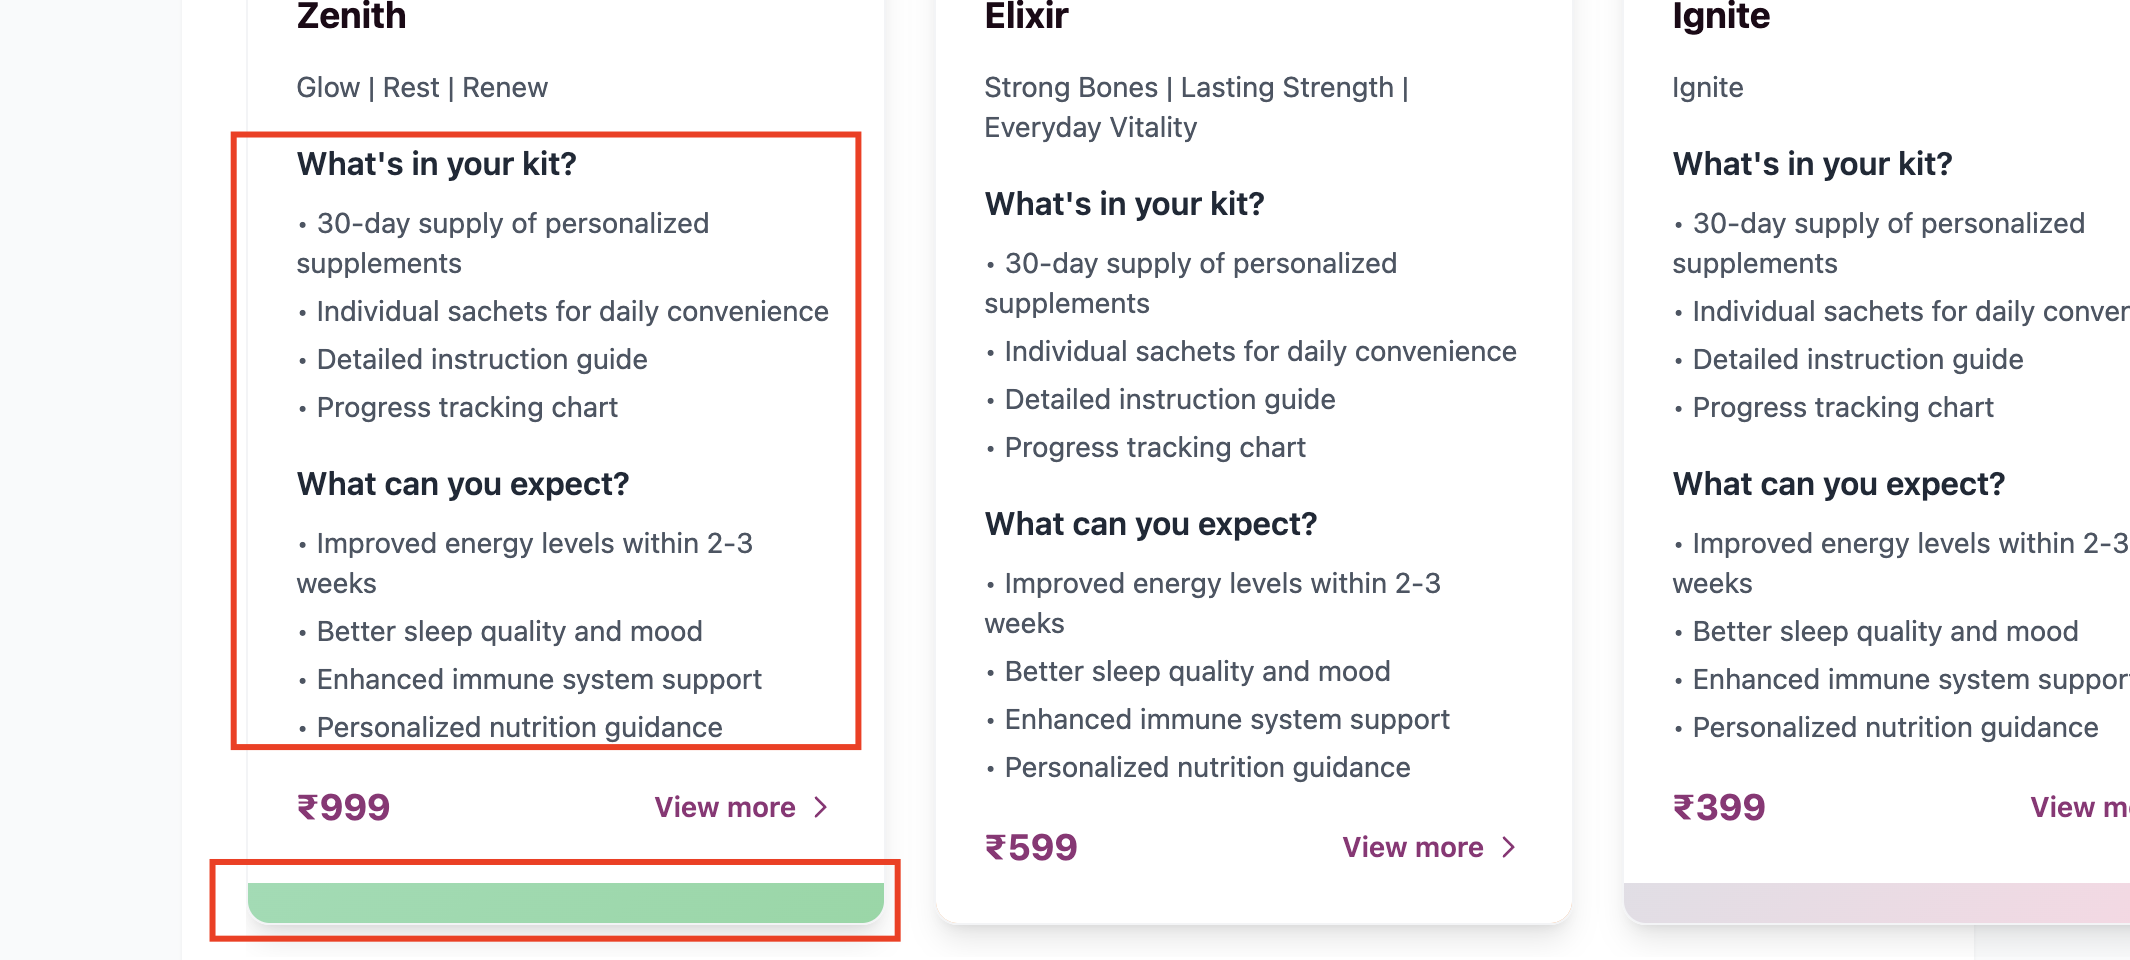 Zenith
Glow | Rest | Renew
What's in your kit?
• 30-day supply of personalized
supplements
• Individual sachets for daily convenience
• Detailed instruction guide
• Progress tracking chart
What can you expect?
• Improved energy levels within 2-3
weeks
• Better sleep quality and mood
• Enhanced immune system support
• Personalized nutrition guidance
₹999
View more
Elixir
Strong Bones | Lasting Strength |
Everyday Vitality
What's in your kit?
• 30-day supply of personalized
supplements
• Individual sachets for daily convenience
• Detailed instruction guide
• Progress tracking chart
What can you expect?
• Improved energy levels within 2-3
weeks
• Better sleep quality and mood
• Enhanced immune system support
• Personalized nutrition guidance
₹599
View more
Ignite
Ignite
What's in your kit?
• 30-day supply of personalized
supplements
• Individual sachets for daily
• Detailed instruction guide
• Progress tracking chart
What can you expect?
• Improved energy levels within 2-3
weeks
• Better sleep quality and mood
• Enhanced immune system
• Personalized nutrition guidance
₹399
View